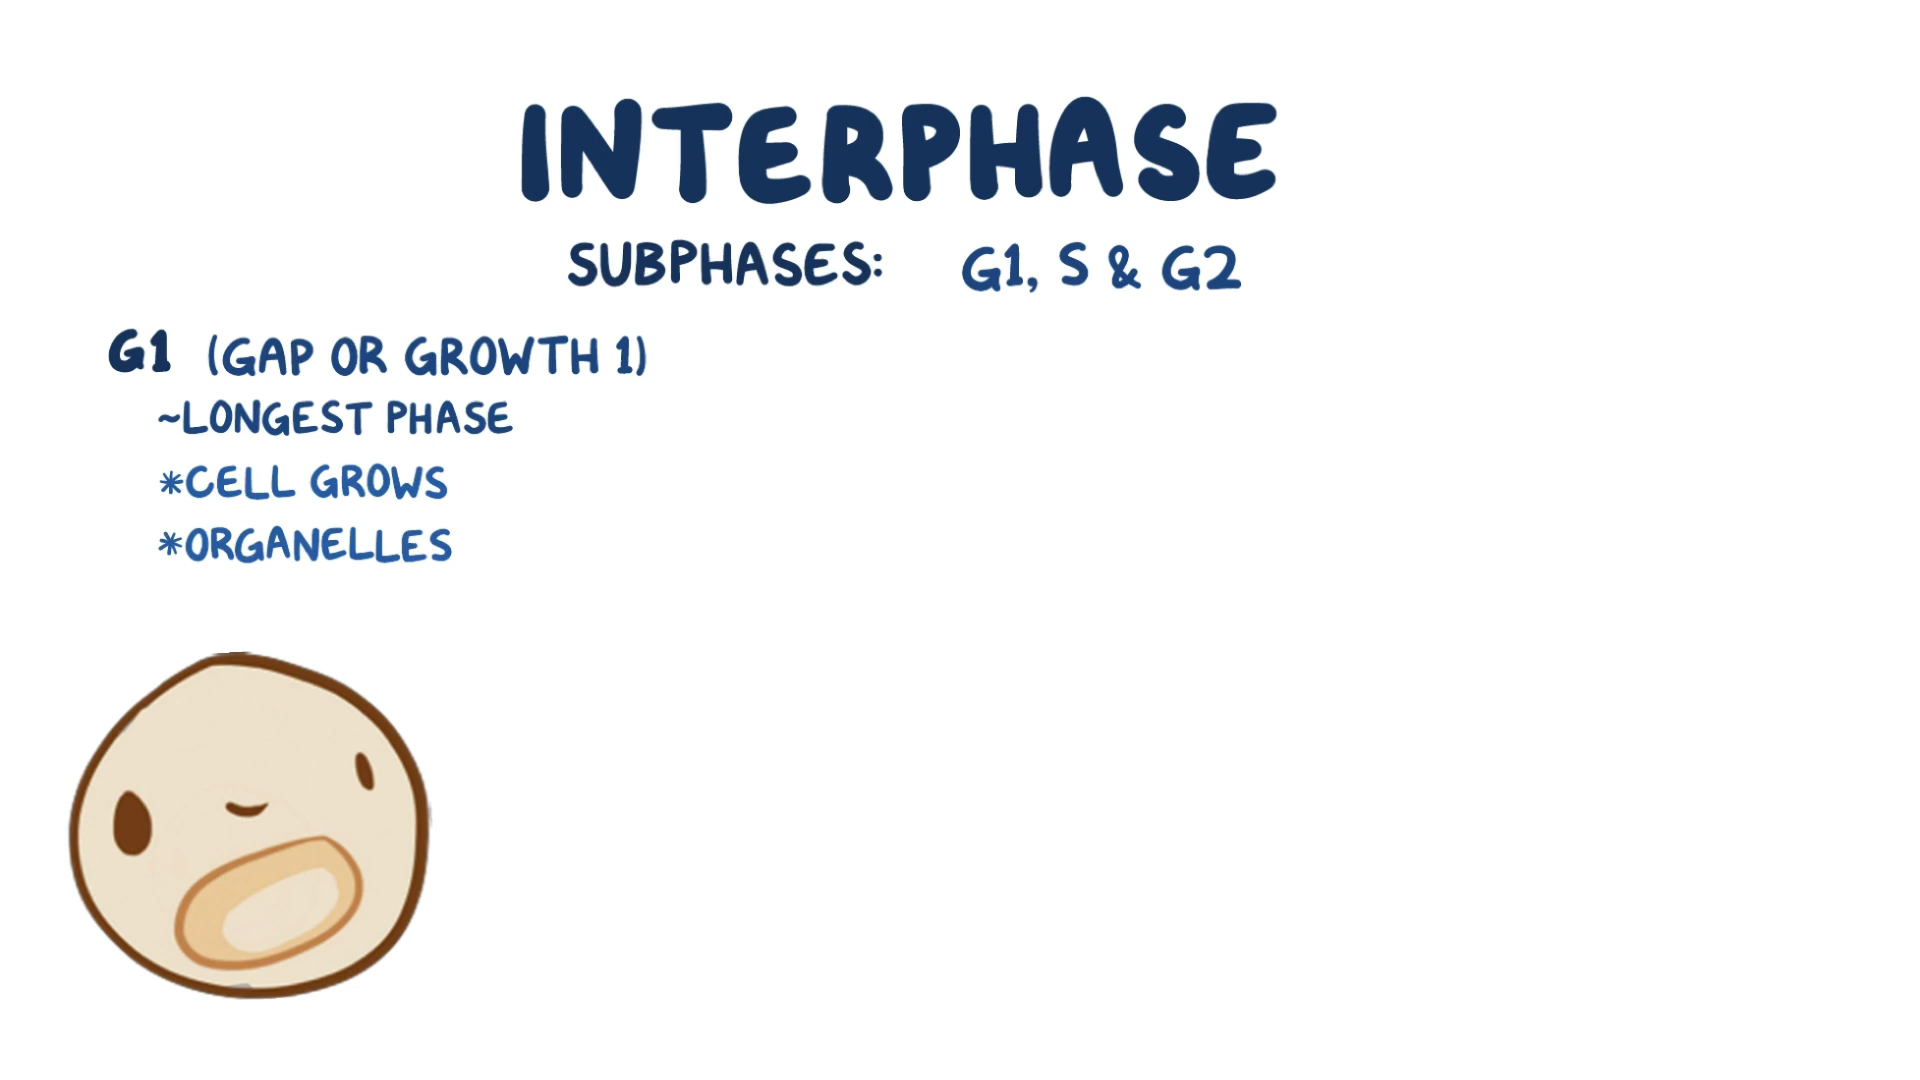 INTERPHASE
SUBPHASES: G1, S & G2
G1 (GAP OR GROWTH 1)
~LONGEST PHASE
*CELL GROWS
*ORGANELLES